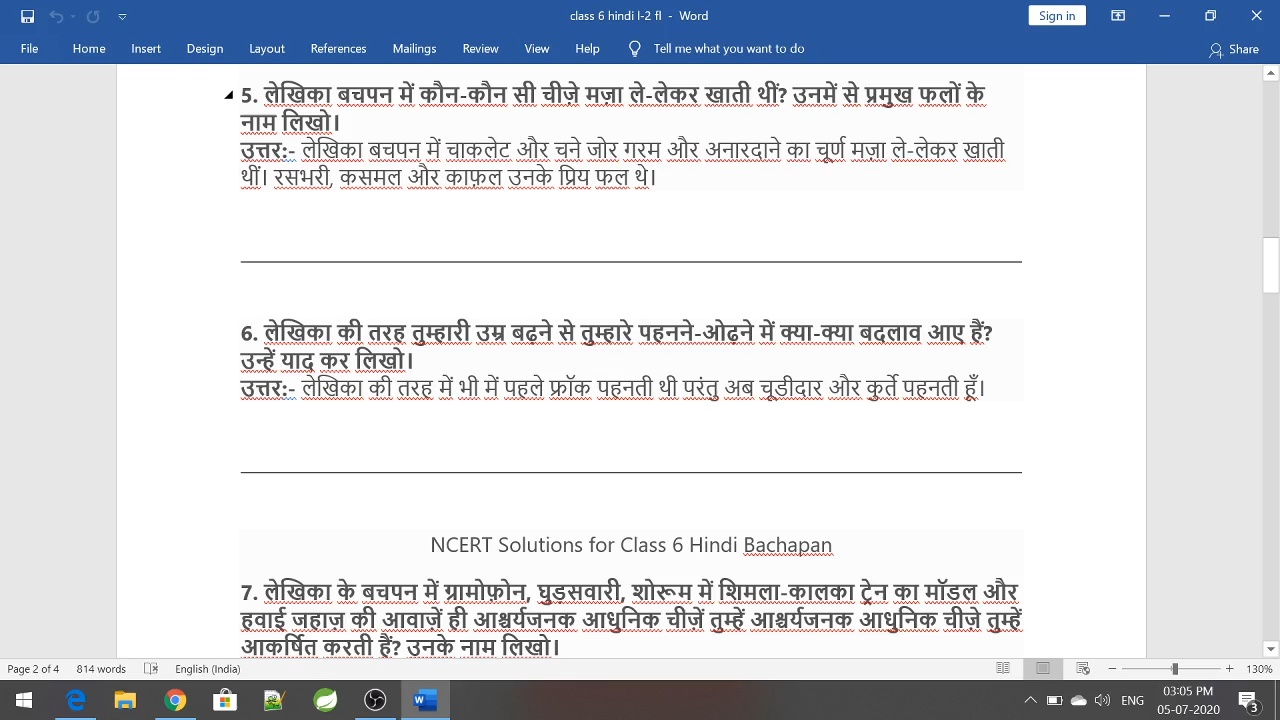 class 6 hindi l-2 fl - Word
Sign in
File Home Insert Design Layout References Mailings Review View Help Tell me what you want to do Share
5. लेखिका बचपन में कौन-कौन सी चीज़े मज़ा ले-लेकर खाती थीं? उनमें से प्रमुख फलों के
नाम लिखो।
उत्तर:- लेखिका बचपन में चाकलेट और चने जोर गरम और अनारदाने का चूर्ण मज़ा ले-लेकर खाती
थीं। रसभरी, कसमल और काफ़ल उनके प्रिय फल थे।
6. लेखिका की तरह तुम्हारी उम्र बढ़ने से तुम्हारे पहनने-ओढ़ने में क्या-क्या बदलाव आए हैं?
उन्हें याद कर लिखो।
उत्तर:- लेखिका की तरह में भी में पहले फ्रॉक पहनती थी परंतु अब चूडीदार और कुर्ते पहनती हूँ।
NCERT Solutions for Class 6 Hindi Bachapan
7. लेखिका के बचपन में ग्रामोफ़ोन, घुड़सवारी, शोरूम में शिमला-कालका ट्रेन का मॉडल और
हवाई जहाज़ की आवाज़ें ही आश्चर्यजनक आधुनिक चीज़ें तुम्हें आश्चर्यजनक आधुनिक चीज़े तुम्हें
आकर्षित करती हैं? उनके नाम लिखो।
Page 2 of 4 814 words English (India) 130%
ENG 03:05 PM
05-07-2020 3